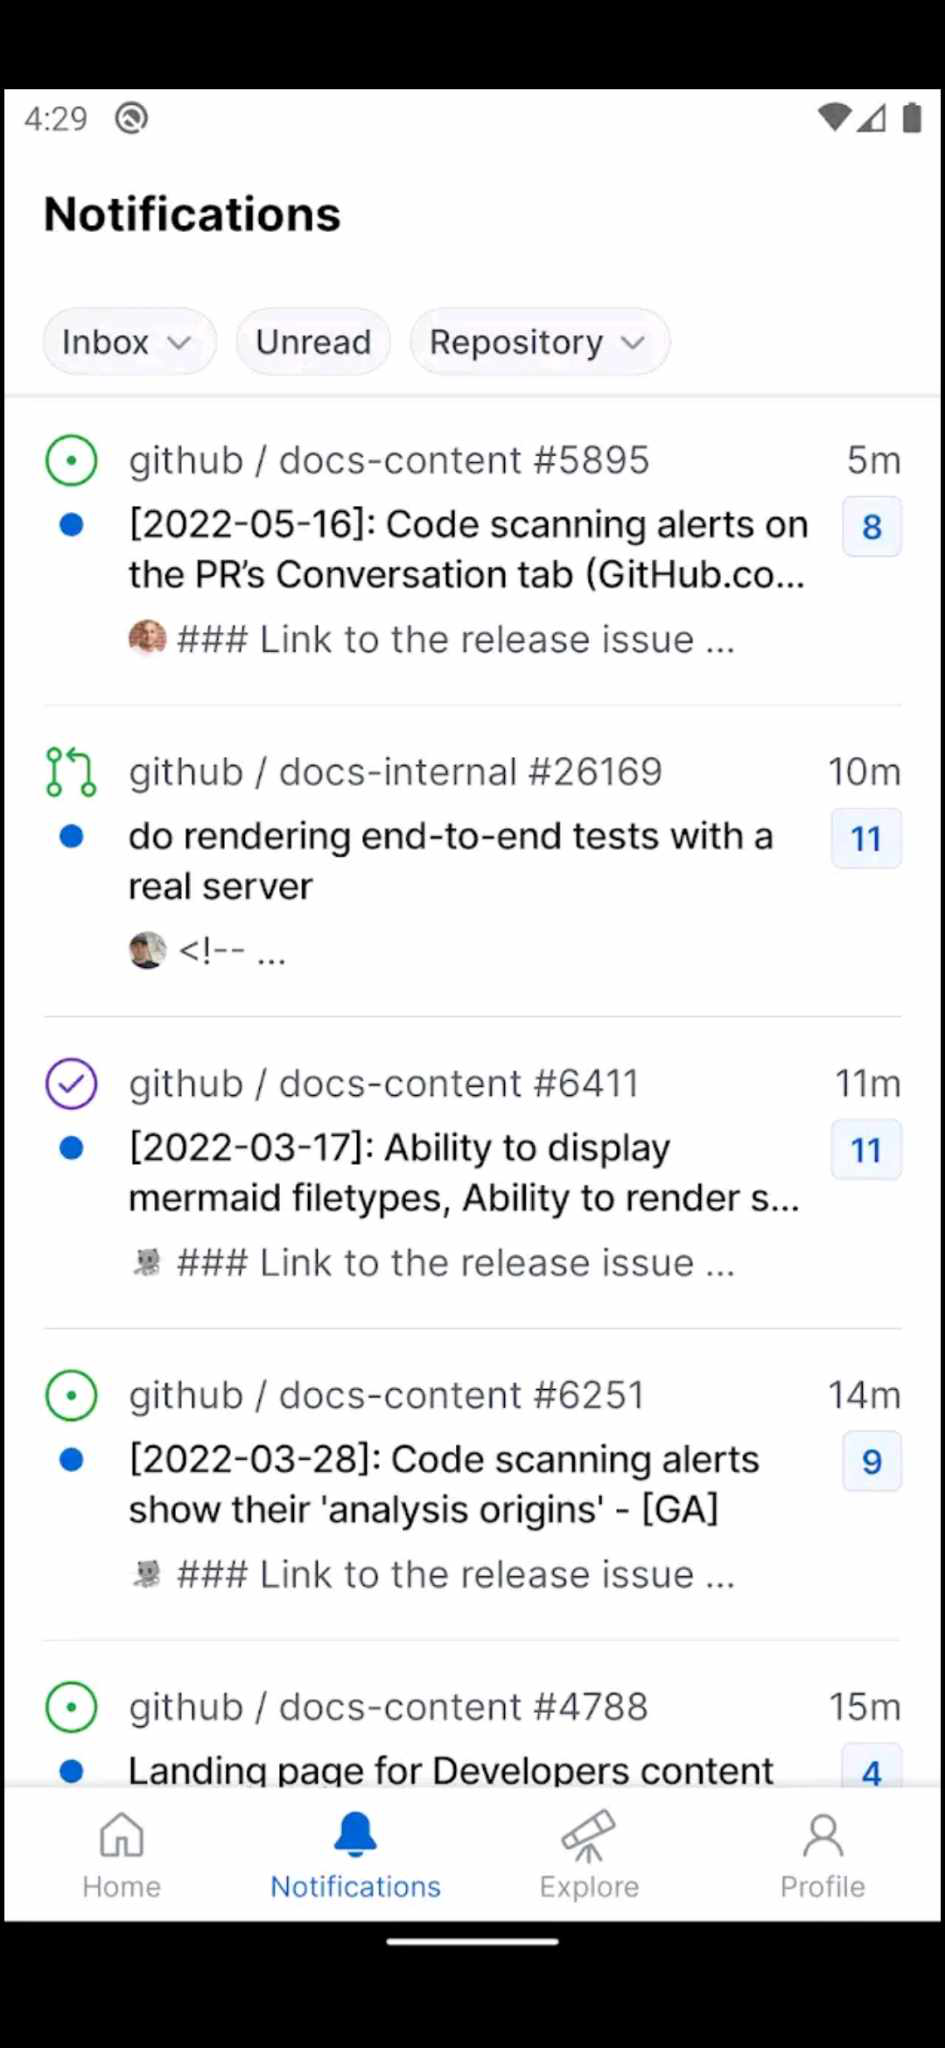 4:29
Notifications
Inbox
Unread
Repository
github / docs-content #5895
5m
[2022-05-16]: Code scanning alerts on
8
the PR’s Conversation tab (GitHub.co...
### Link to the release issue ...
github / docs-internal #26169
10m
do rendering end-to-end tests with a
11
real server
<!-- ...
github / docs-content #6411
11m
[2022-03-17]: Ability to display
11
mermaid filetypes, Ability to render s...
### Link to the release issue ...
github / docs-content #6251
14m
[2022-03-28]: Code scanning alerts
9
show their 'analysis origins' - [GA]
### Link to the release issue ...
github / docs-content #4788
15m
Landing page for Developers content
4
Home
Notifications
Explore
Profile